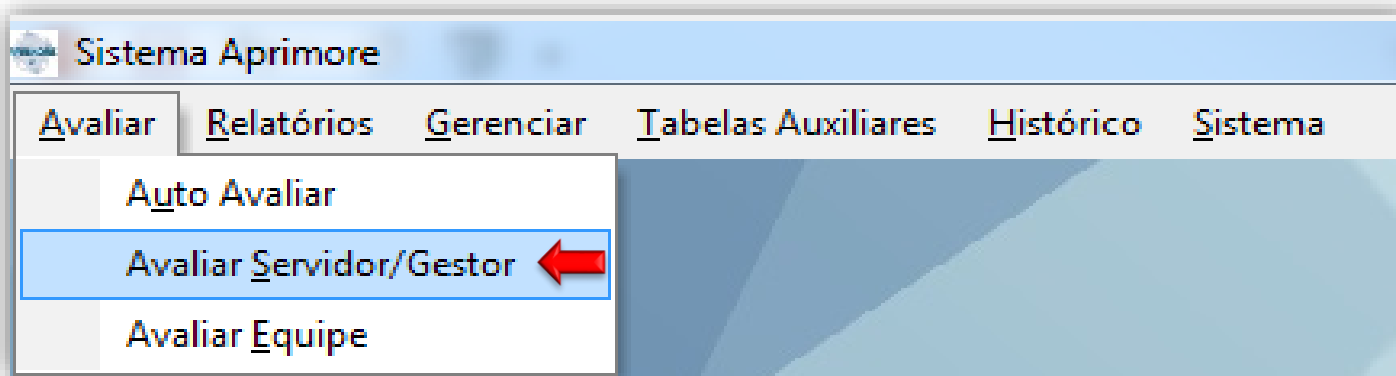 Sistema Aprimore
Avaliar Relatórios Gerenciar Tabelas Auxiliares Histórico Sistema
Auto Avaliar
Avaliar Servidor/Gestor
Avaliar Equipe